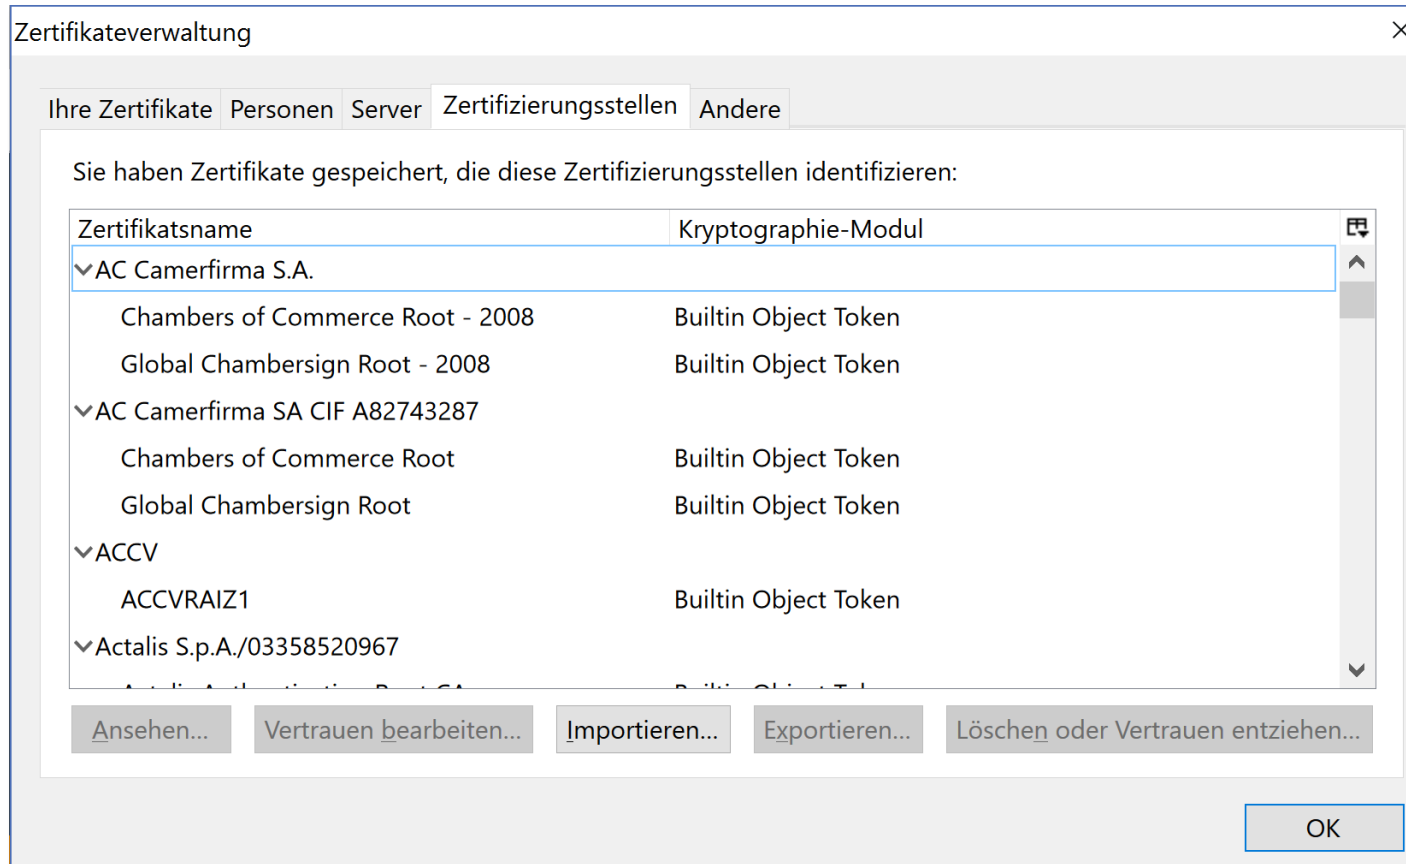 Zertifikateverwaltung
Ihre Zertifikate Personen Server Zertifizierungsstellen Andere
Sie haben Zertifikate gespeichert, die diese Zertifizierungsstellen identifizieren:
Zertifikatsname Kryptographie-Modul
AC Camerfirma S.A.
Chambers of Commerce Root - 2008 Builtin Object Token
Global Chambersign Root - 2008 Builtin Object Token
AC Camerfirma SA CIF A82743287
Chambers of Commerce Root Builtin Object Token
Global Chambersign Root Builtin Object Token
ACCV
ACCVRAIZ1 Builtin Object Token
Actalis S.p.A./03358520967
Ansehen... Vertrauen bearbeiten... Importieren... Exportieren... Löschen oder Vertrauen entziehen...
OK